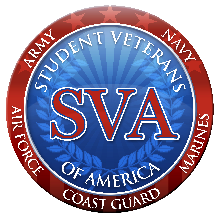 STUDENT VETERANS
SVA
OF AMERICA
ARMY
NAVY
AIR FORCE
COAST GUARD
MARINES